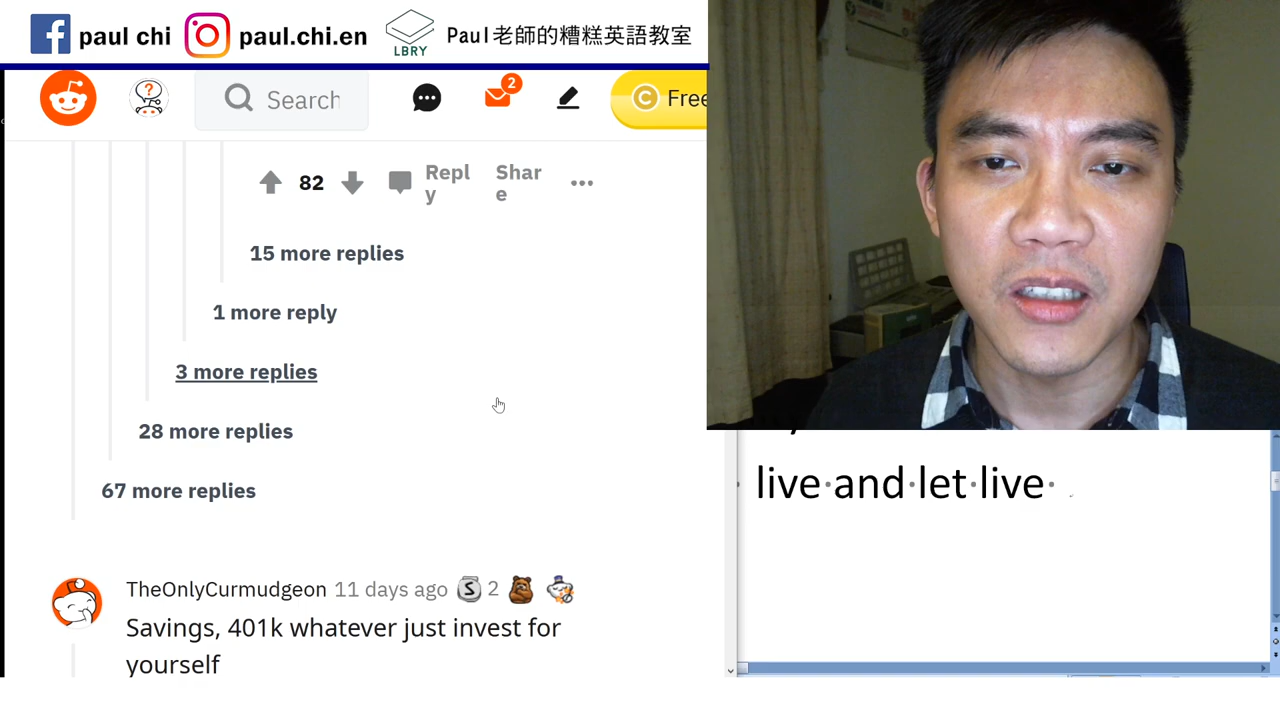 paul chi paul.chi.en LBRY Paul老師的糟糕英語教室
Search 2 Free
82 Reply Share
15 more replies
1 more reply
3 more replies
28 more replies
67 more replies
live and let live
TheOnlyCurmudgeon 11 days ago S 2
Savings, 401k whatever just invest for
yourself